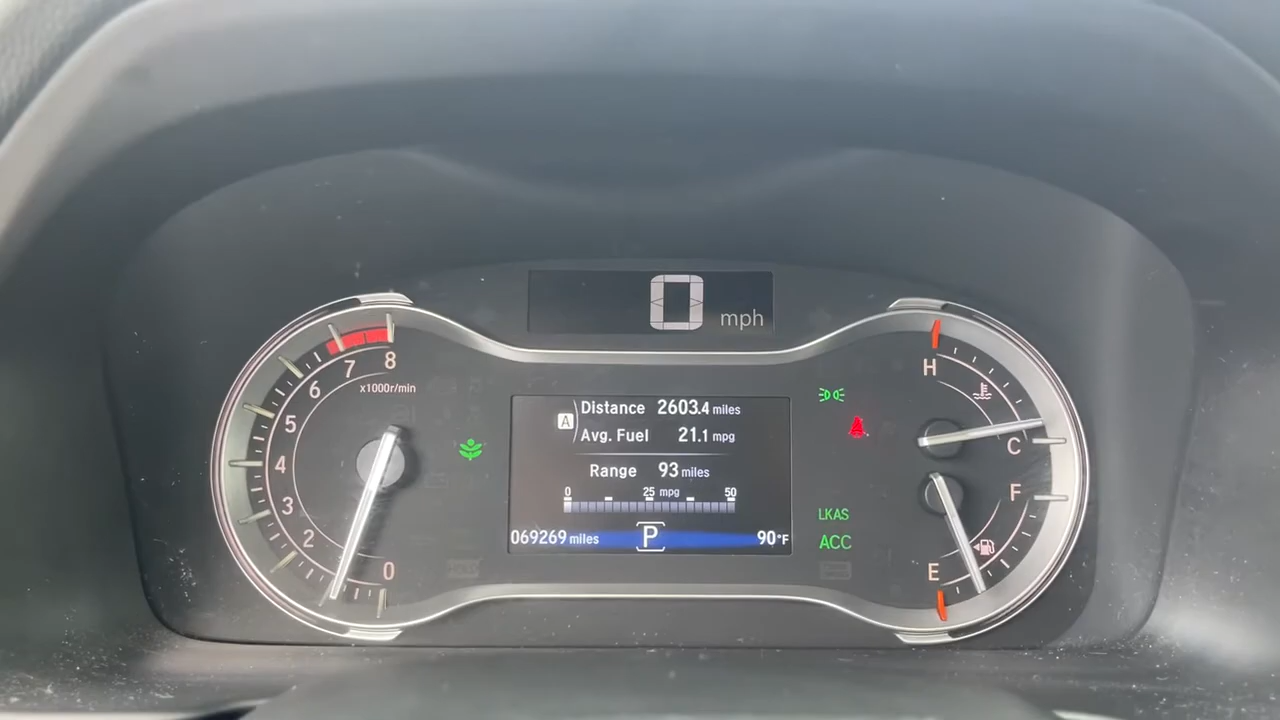 0 mph
8
7
6
5
4
3
2
0
x1000r/min
A
Distance 2603.4 miles
Avg. Fuel 21.1 mpg
Range 93 miles
0 25 mpg 50
069269 miles P 90°F
LKAS
ACC
H
C
F
E